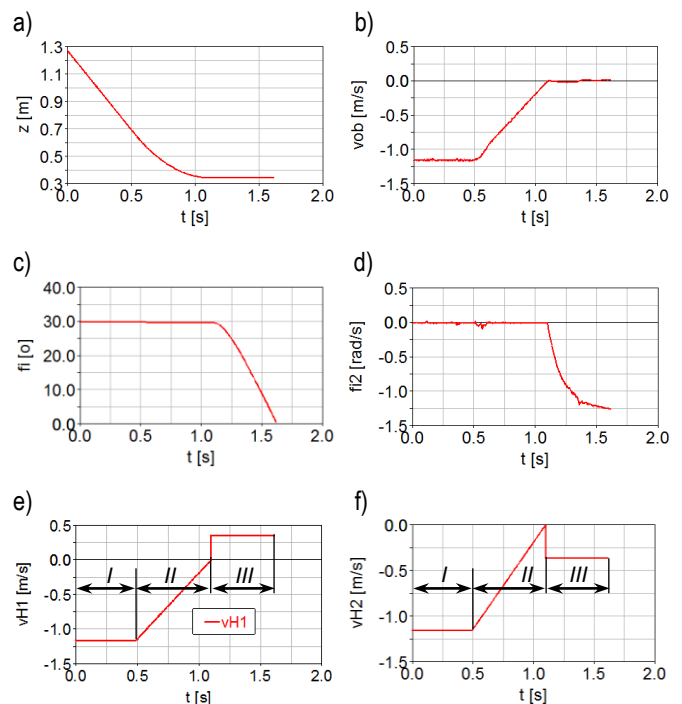 a)
1.3
1.1
0.9
0.7
0.5
0.3
z [m]
0.0 0.5 1.0 1.5 2.0
t [s]
b)
0.5
0.0
-0.5
-1.0
-1.5
vob [m/s]
0.0 0.5 1.0 1.5 2.0
t [s]
c)
40.0
30.0
20.0
10.0
0.0
fi [o]
0.0 0.5 1.0 1.5 2.0
t [s]
d)
0.5
0.0
-0.5
-1.0
-1.5
fi2 [rad/s]
0.0 0.5 1.0 1.5 2.0
t [s]
e)
0.5
0.0
-0.5
-1.0
-1.5
vH1 [m/s]
I II III
vH1
0.0 0.5 1.0 1.5 2.0
t [s]
f)
0.0
-0.5
-1.0
-1.5
vH2 [m/s]
I II III
0.0 0.5 1.0 1.5 2.0
t [s]